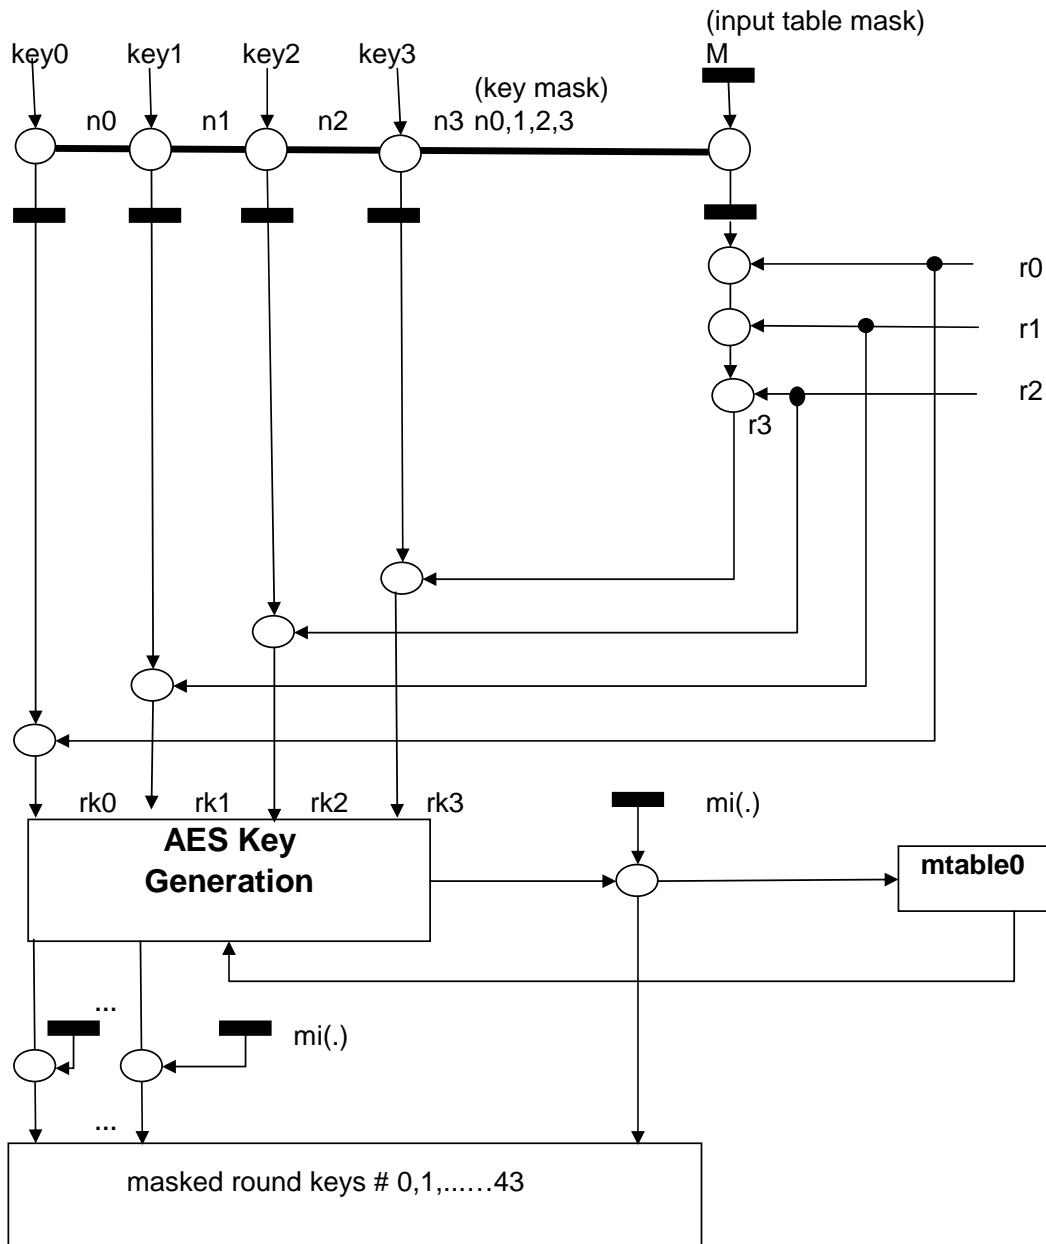 (input table mask)
M
key0 key1 key2 key3
(key mask)
n0 n1 n2 n3 n0,1,2,3
r0
r1
r2
r3
rk0 rk1 rk2 rk3
mi(.)
AES Key
Generation
mtable0
...
mi(.)
...
masked round keys # 0,1,...…43